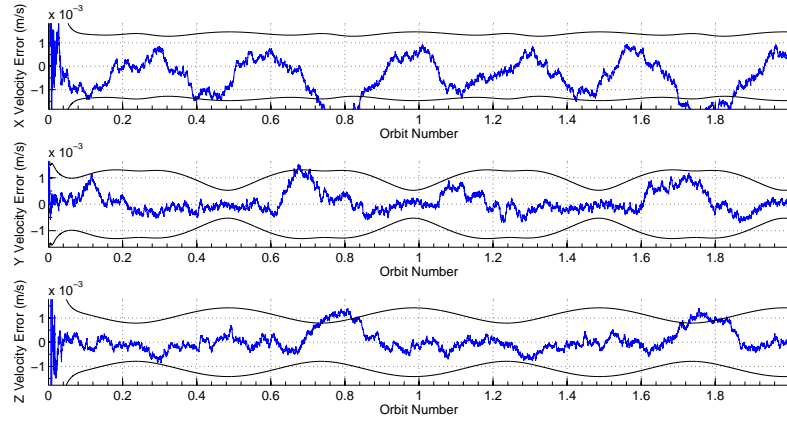 x 10⁻³
X Velocity Error (m/s)
1
0
−1
0 0.2 0.4 0.6 0.8 1 1.2 1.4 1.6 1.8
Orbit Number
x 10⁻³
Y Velocity Error (m/s)
1
0
−1
0 0.2 0.4 0.6 0.8 1 1.2 1.4 1.6 1.8
Orbit Number
x 10⁻³
Z Velocity Error (m/s)
1
0
−1
0 0.2 0.4 0.6 0.8 1 1.2 1.4 1.6 1.8
Orbit Number